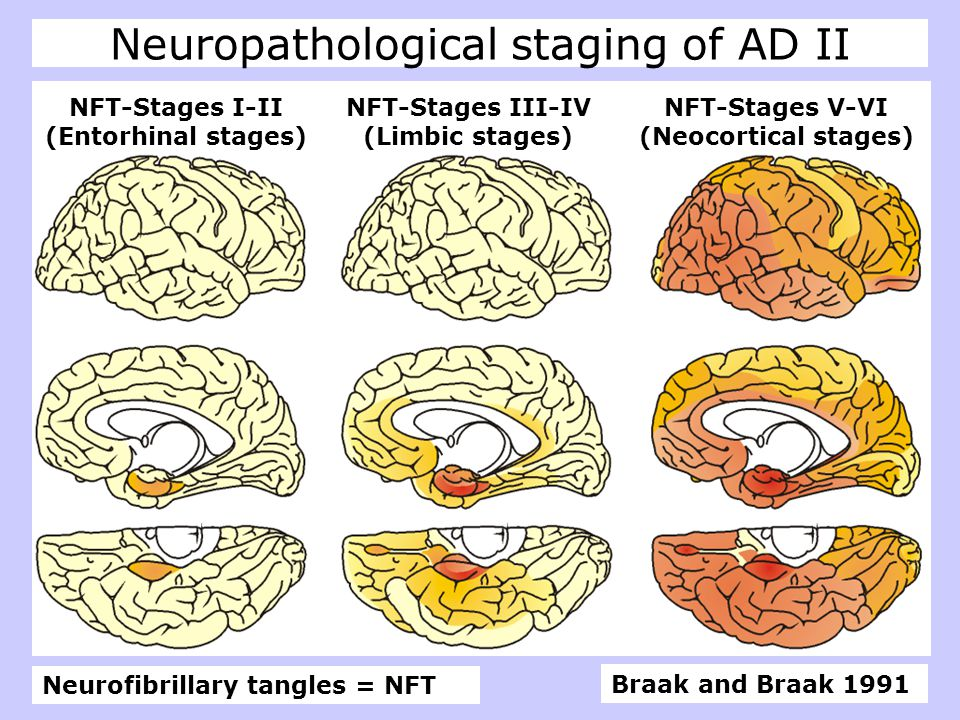 Neuropathological staging of AD II
NFT-Stages I-II
(Entorhinal stages)
NFT-Stages III-IV
(Limbic stages)
NFT-Stages V-VI
(Neocortical stages)
Neurofibrillary tangles = NFT
Braak and Braak 1991